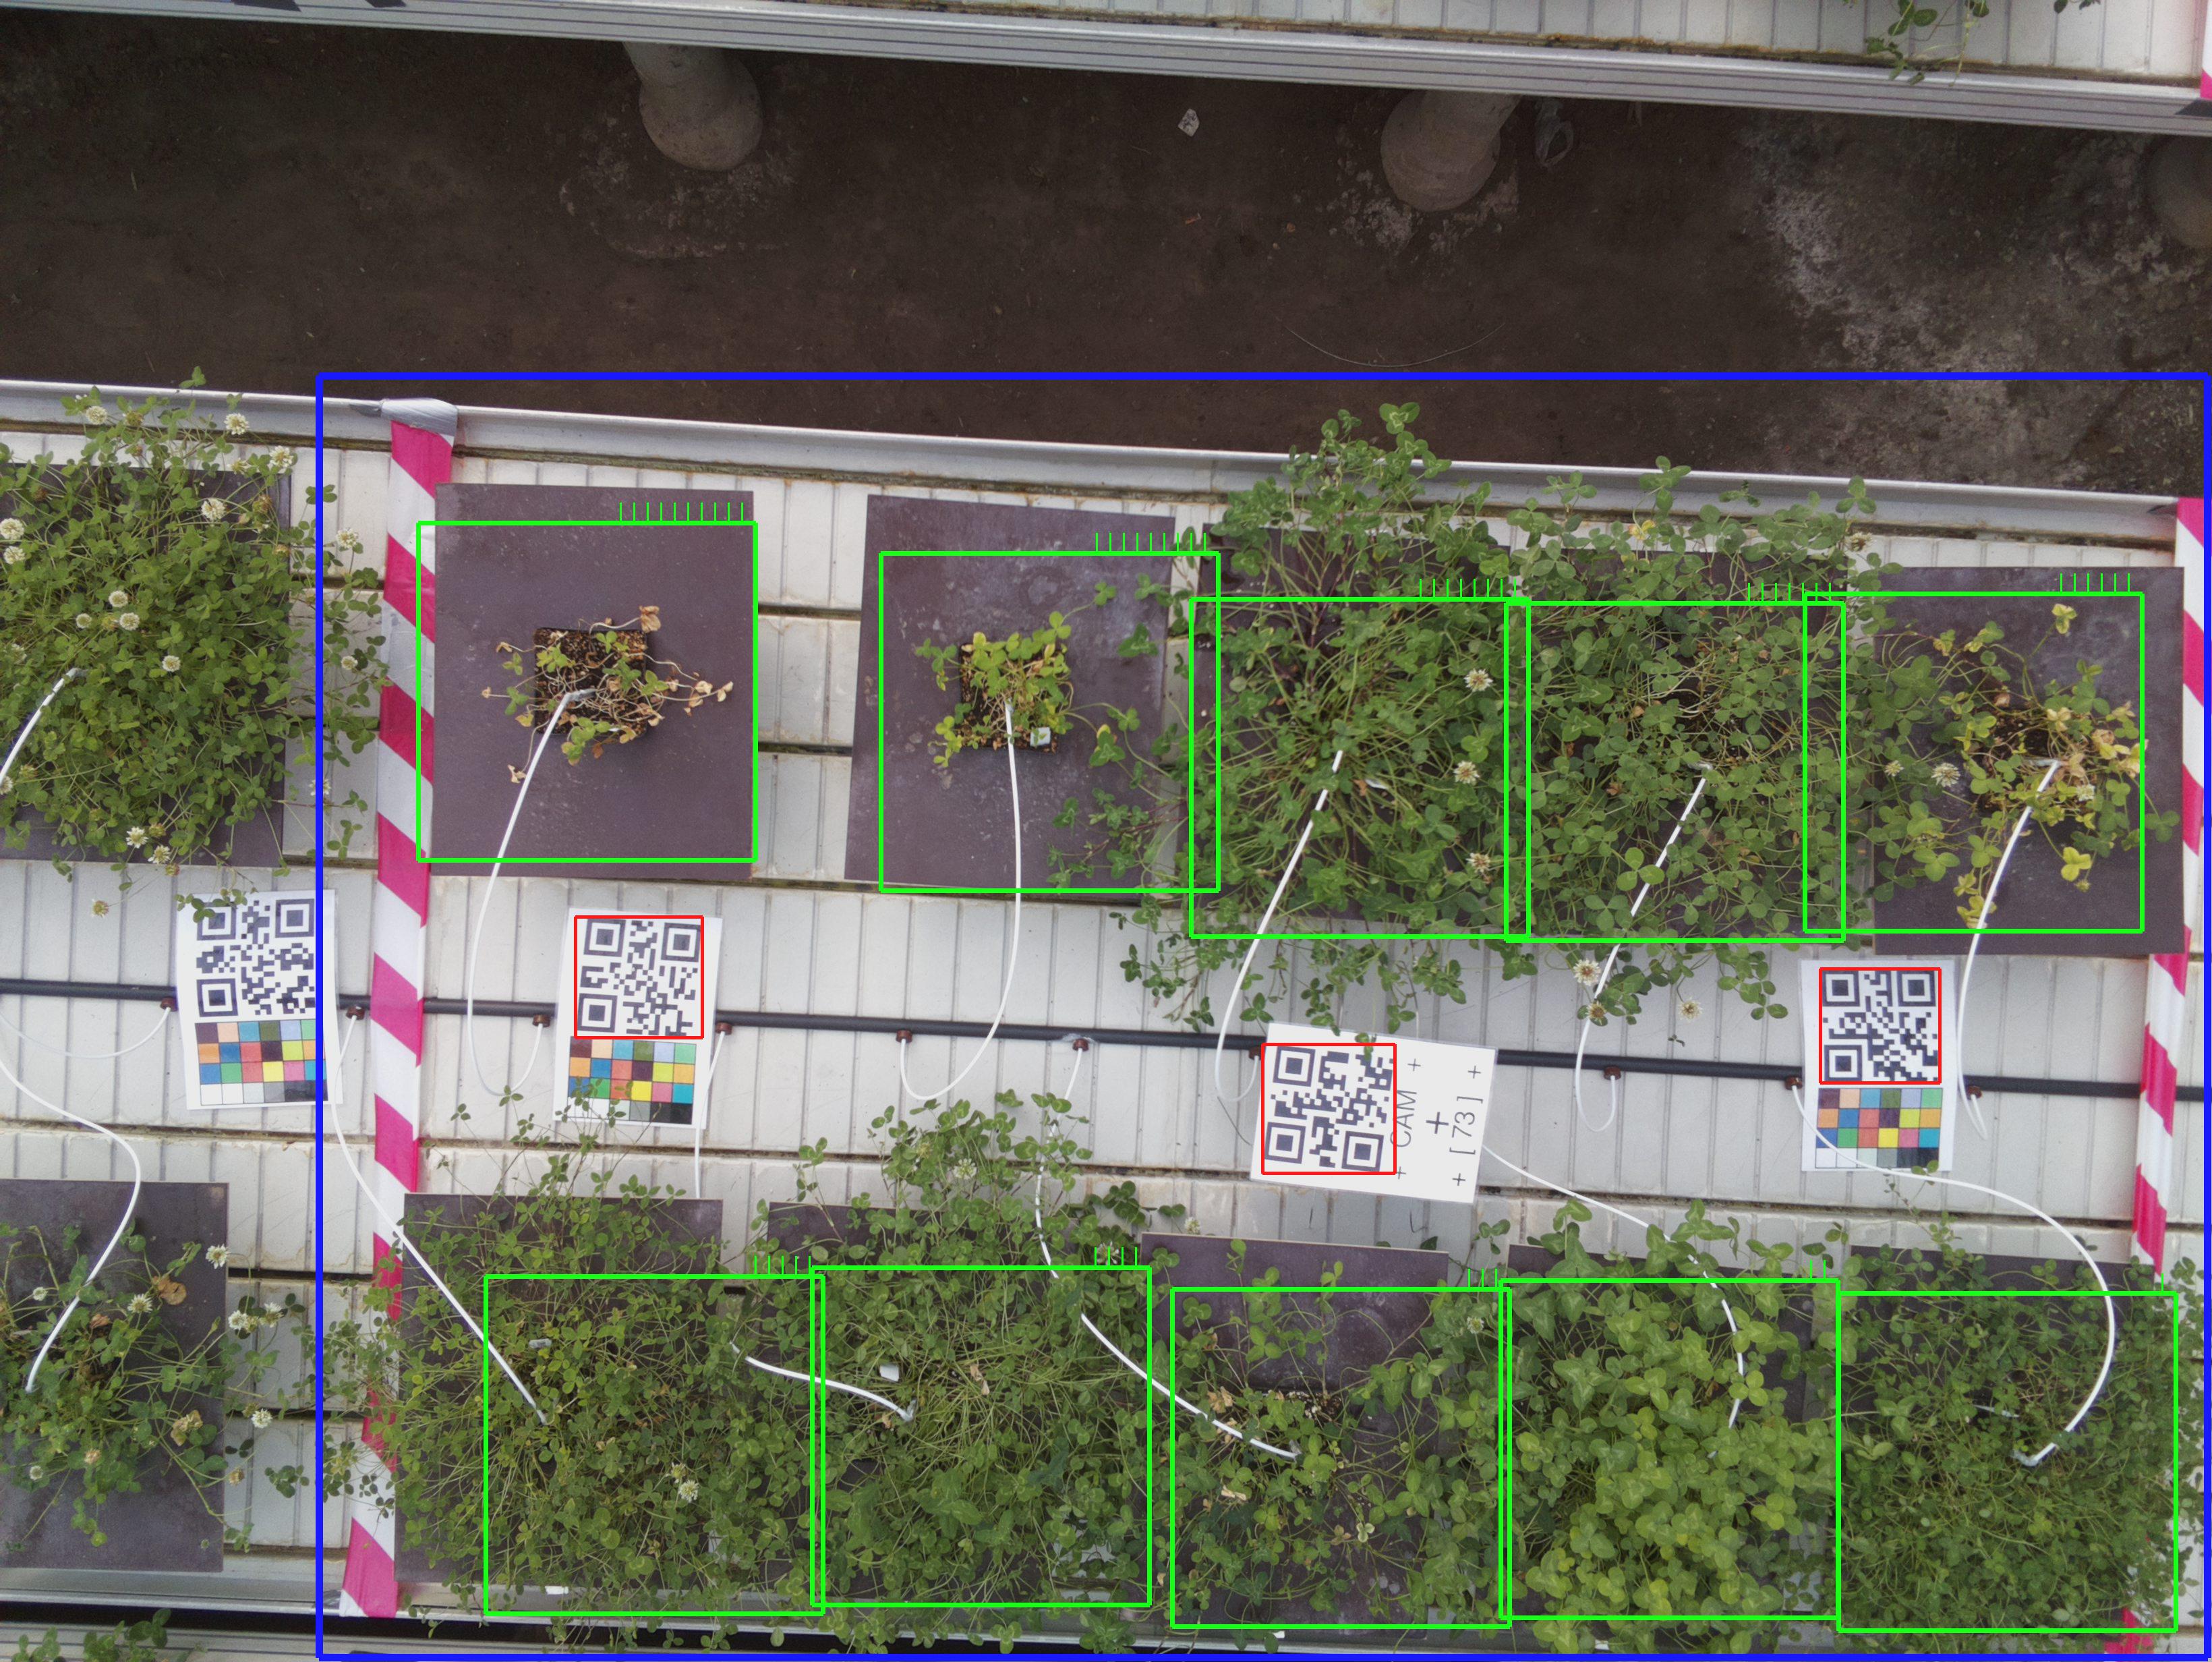 + CAM +
+
+ [73] +